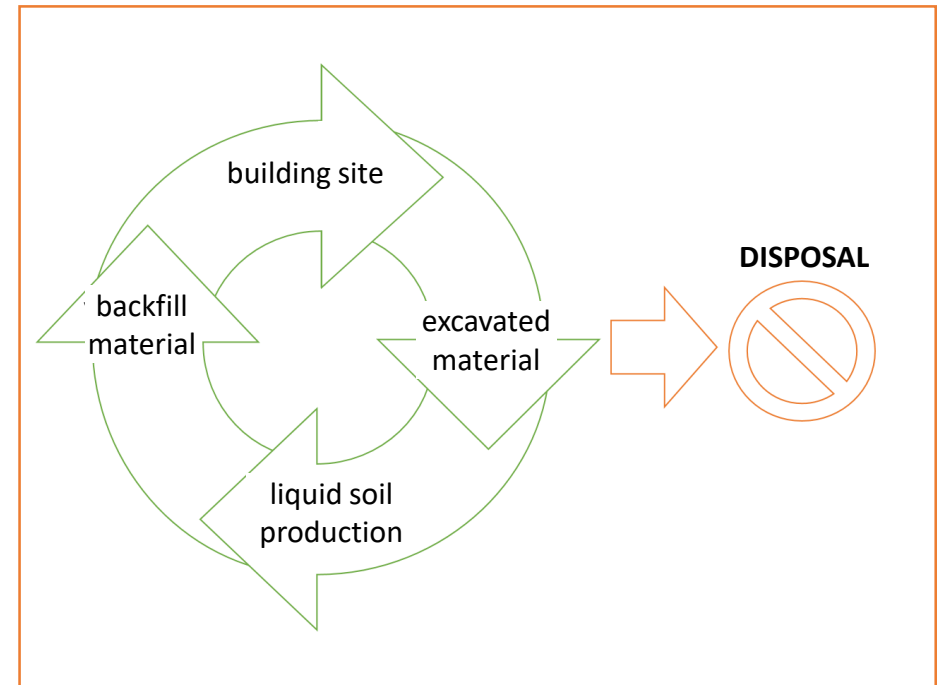 building site
DISPOSAL
backfill
material
excavated
material
liquid soil
production